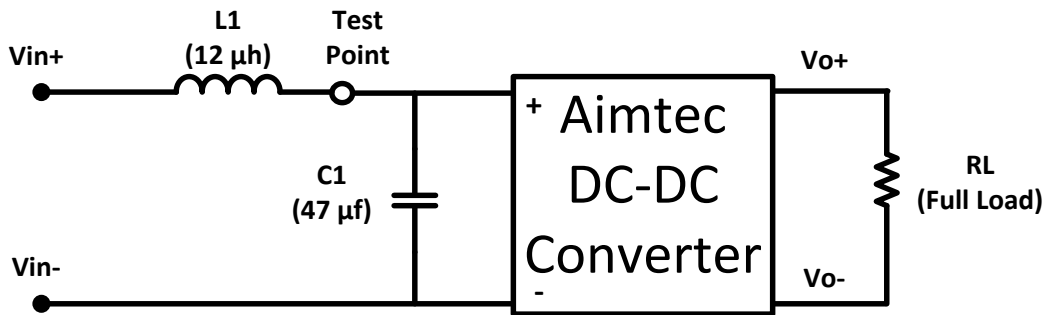 L1
(12 μh)
Test
Point
Vin+
Vo+
+
Aimtec
DC-DC
Converter
-
C1
(47 μf)
RL
(Full Load)
Vin-
Vo-